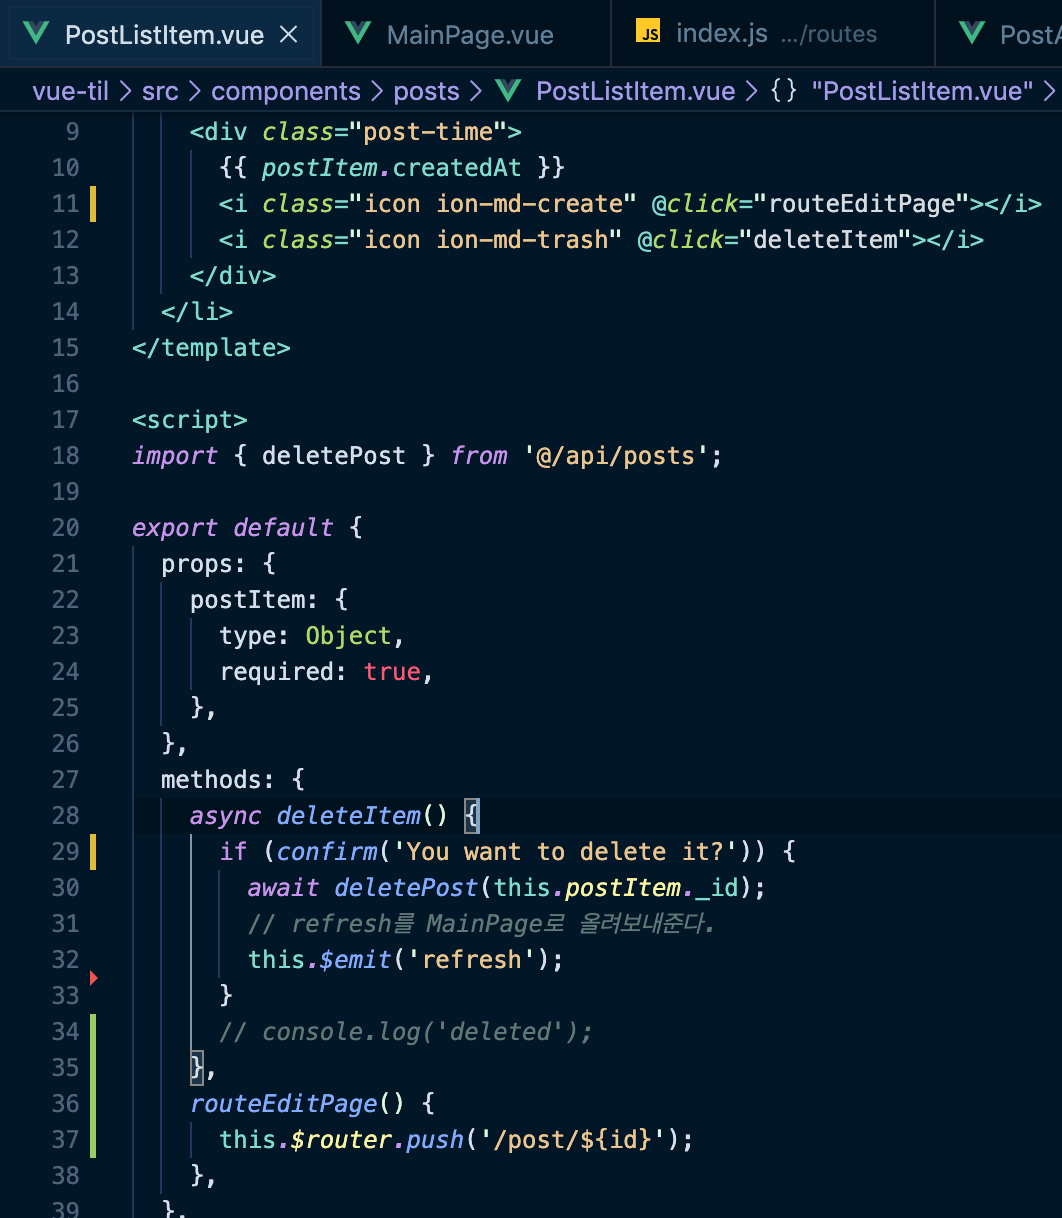 PostListItem.vue × MainPage.vue JS index.js .../routes PostA
vue-til > src > components > posts > PostListItem.vue > {} "PostListItem.vue" >
9 <div class="post-time">
10 {{ postItem.createdAt }}
11 <i class="icon ion-md-create" @click="routeEditPage"></i>
12 <i class="icon ion-md-trash" @click="deleteItem"></i>
13 </div>
14 </li>
15 </template>
16
17 <script>
18 import { deletePost } from '@/api/posts';
19
20 export default {
21 props: {
22 postItem: {
23 type: Object,
24 required: true,
25 },
26 },
27 methods: {
28 async deleteItem() {
29 if (confirm('You want to delete it?')) {
30 await deletePost(this.postItem._id);
31 // refresh를 MainPage로 올려보내준다.
32 this.$emit('refresh');
33 }
34 // console.log('deleted');
35 },
36 routeEditPage() {
37 this.$router.push('/post/${id}');
38 },
39 },